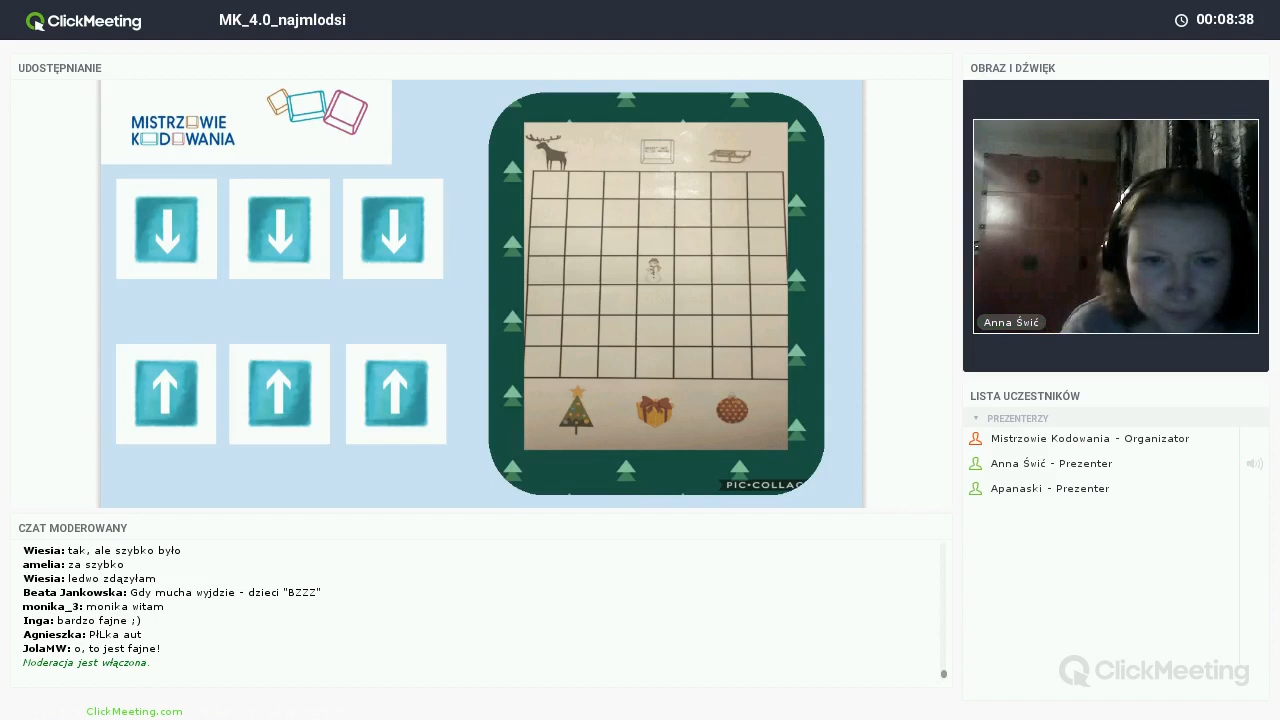 ClickMeeting
MK_4.0_najmlodsi
00:08:38
UDOSTĘPNIANIE
MISTRZOWIE
KODOWANIA
PIC•COLLAG
OBRAZ I DŹWIĘK
Anna Świć
LISTA UCZESTNIKÓW
PREZENTERZY
Mistrzowie Kodowania - Organizator
Anna Świć - Prezenter
Apanaski - Prezenter
CZAT MODEROWANY
Wiesia: tak, ale szybko było
amelia: za szybko
Wiesia: ledwo zdązyłam
Beata Jankowska: Gdy mucha wyjdzie - dzieci "BZZZ"
monika_3: monika witam
Inga: bardzo fajne ;)
Agnieszka: PłLka aut
JolaMW: o, to jest fajne!
Moderacja jest włączona.
ClickMeeting
ClickMeeting.com